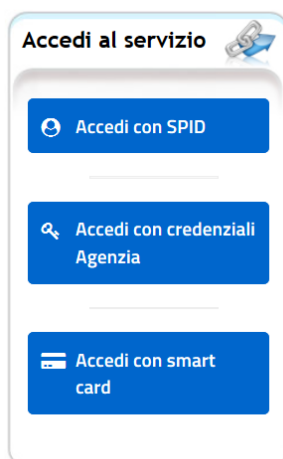 Accedi al servizio
Accedi con SPID
Accedi con credenziali
Agenzia
Accedi con smart
card